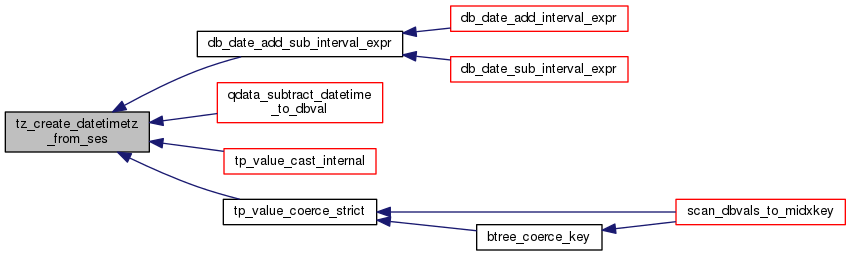 tz_create_datetimetz
_from_ses
db_date_add_sub_interval_expr
db_date_add_interval_expr
db_date_sub_interval_expr
qdata_subtract_datetime
_to_dbval
tp_value_cast_internal
tp_value_coerce_strict
btree_coerce_key
scan_dbvals_to_midxkey